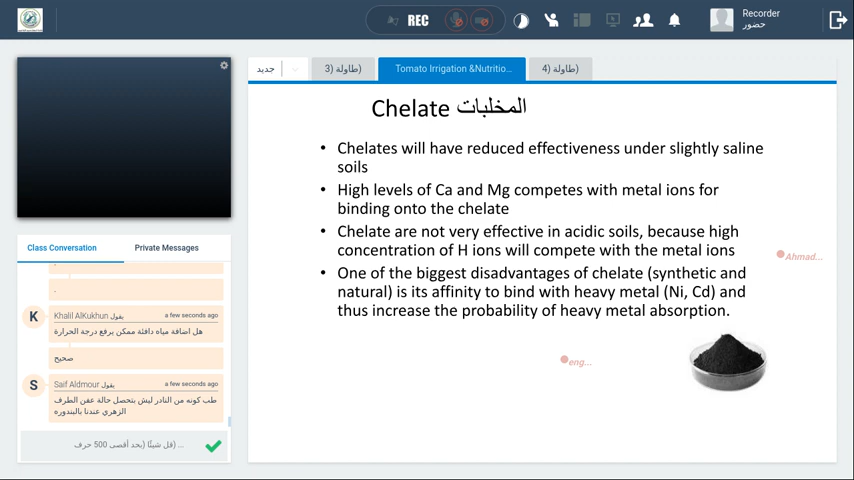 REC
Recorder
حضور
جديد
طاولة (3
Tomato Irrigation &Nutritio...
طاولة (4
Chelate المخلبات
• Chelates will have reduced effectiveness under slightly saline
soils
• High levels of Ca and Mg competes with metal ions for
binding onto the chelate
• Chelate are not very effective in acidic soils, because high
concentration of H ions will compete with the metal ions
• One of the biggest disadvantages of chelate (synthetic and
natural) is its affinity to bind with heavy metal (Ni, Cd) and
thus increase the probability of heavy metal absorption.
Ahmad...
eng...
Class Conversation
Private Messages
.
K
Khalil AlKukhun يقول
a few seconds ago
هل اضافة مياه دافئة ممكن يرفع درجة الحرارة
صحيح
S
Saif Aldmour يقول
a few seconds ago
طب كونه من النادر ليش بتحصل حالة عفن الطرف
الزهري عندنا بالبندوره
قل شيئًا (بحد أقصى 500 حرف) ...